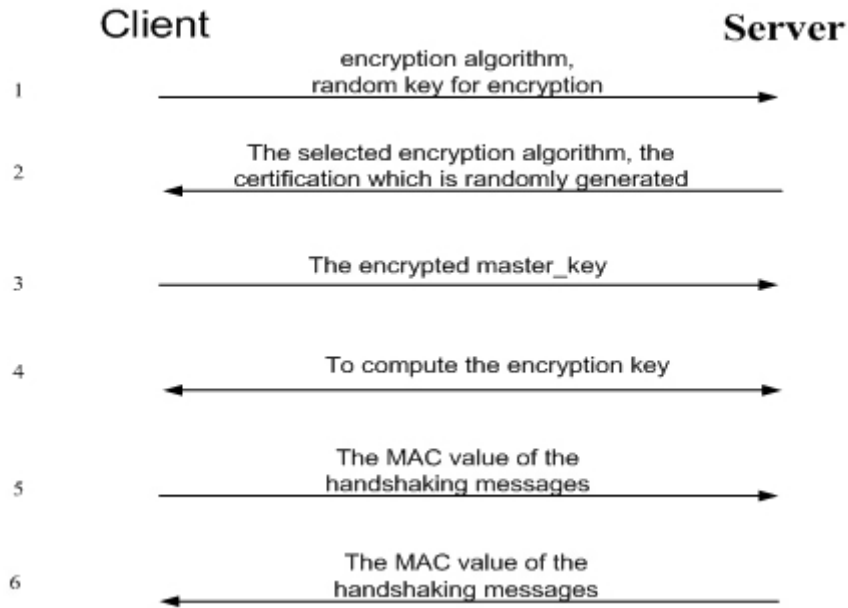 Client
Server
1
encryption algorithm,
random key for encryption
2
The selected encryption algorithm, the
certification which is randomly generated
3
The encrypted master_key
4
To compute the encryption key
5
The MAC value of the
handshaking messages
6
The MAC value of the
handshaking messages